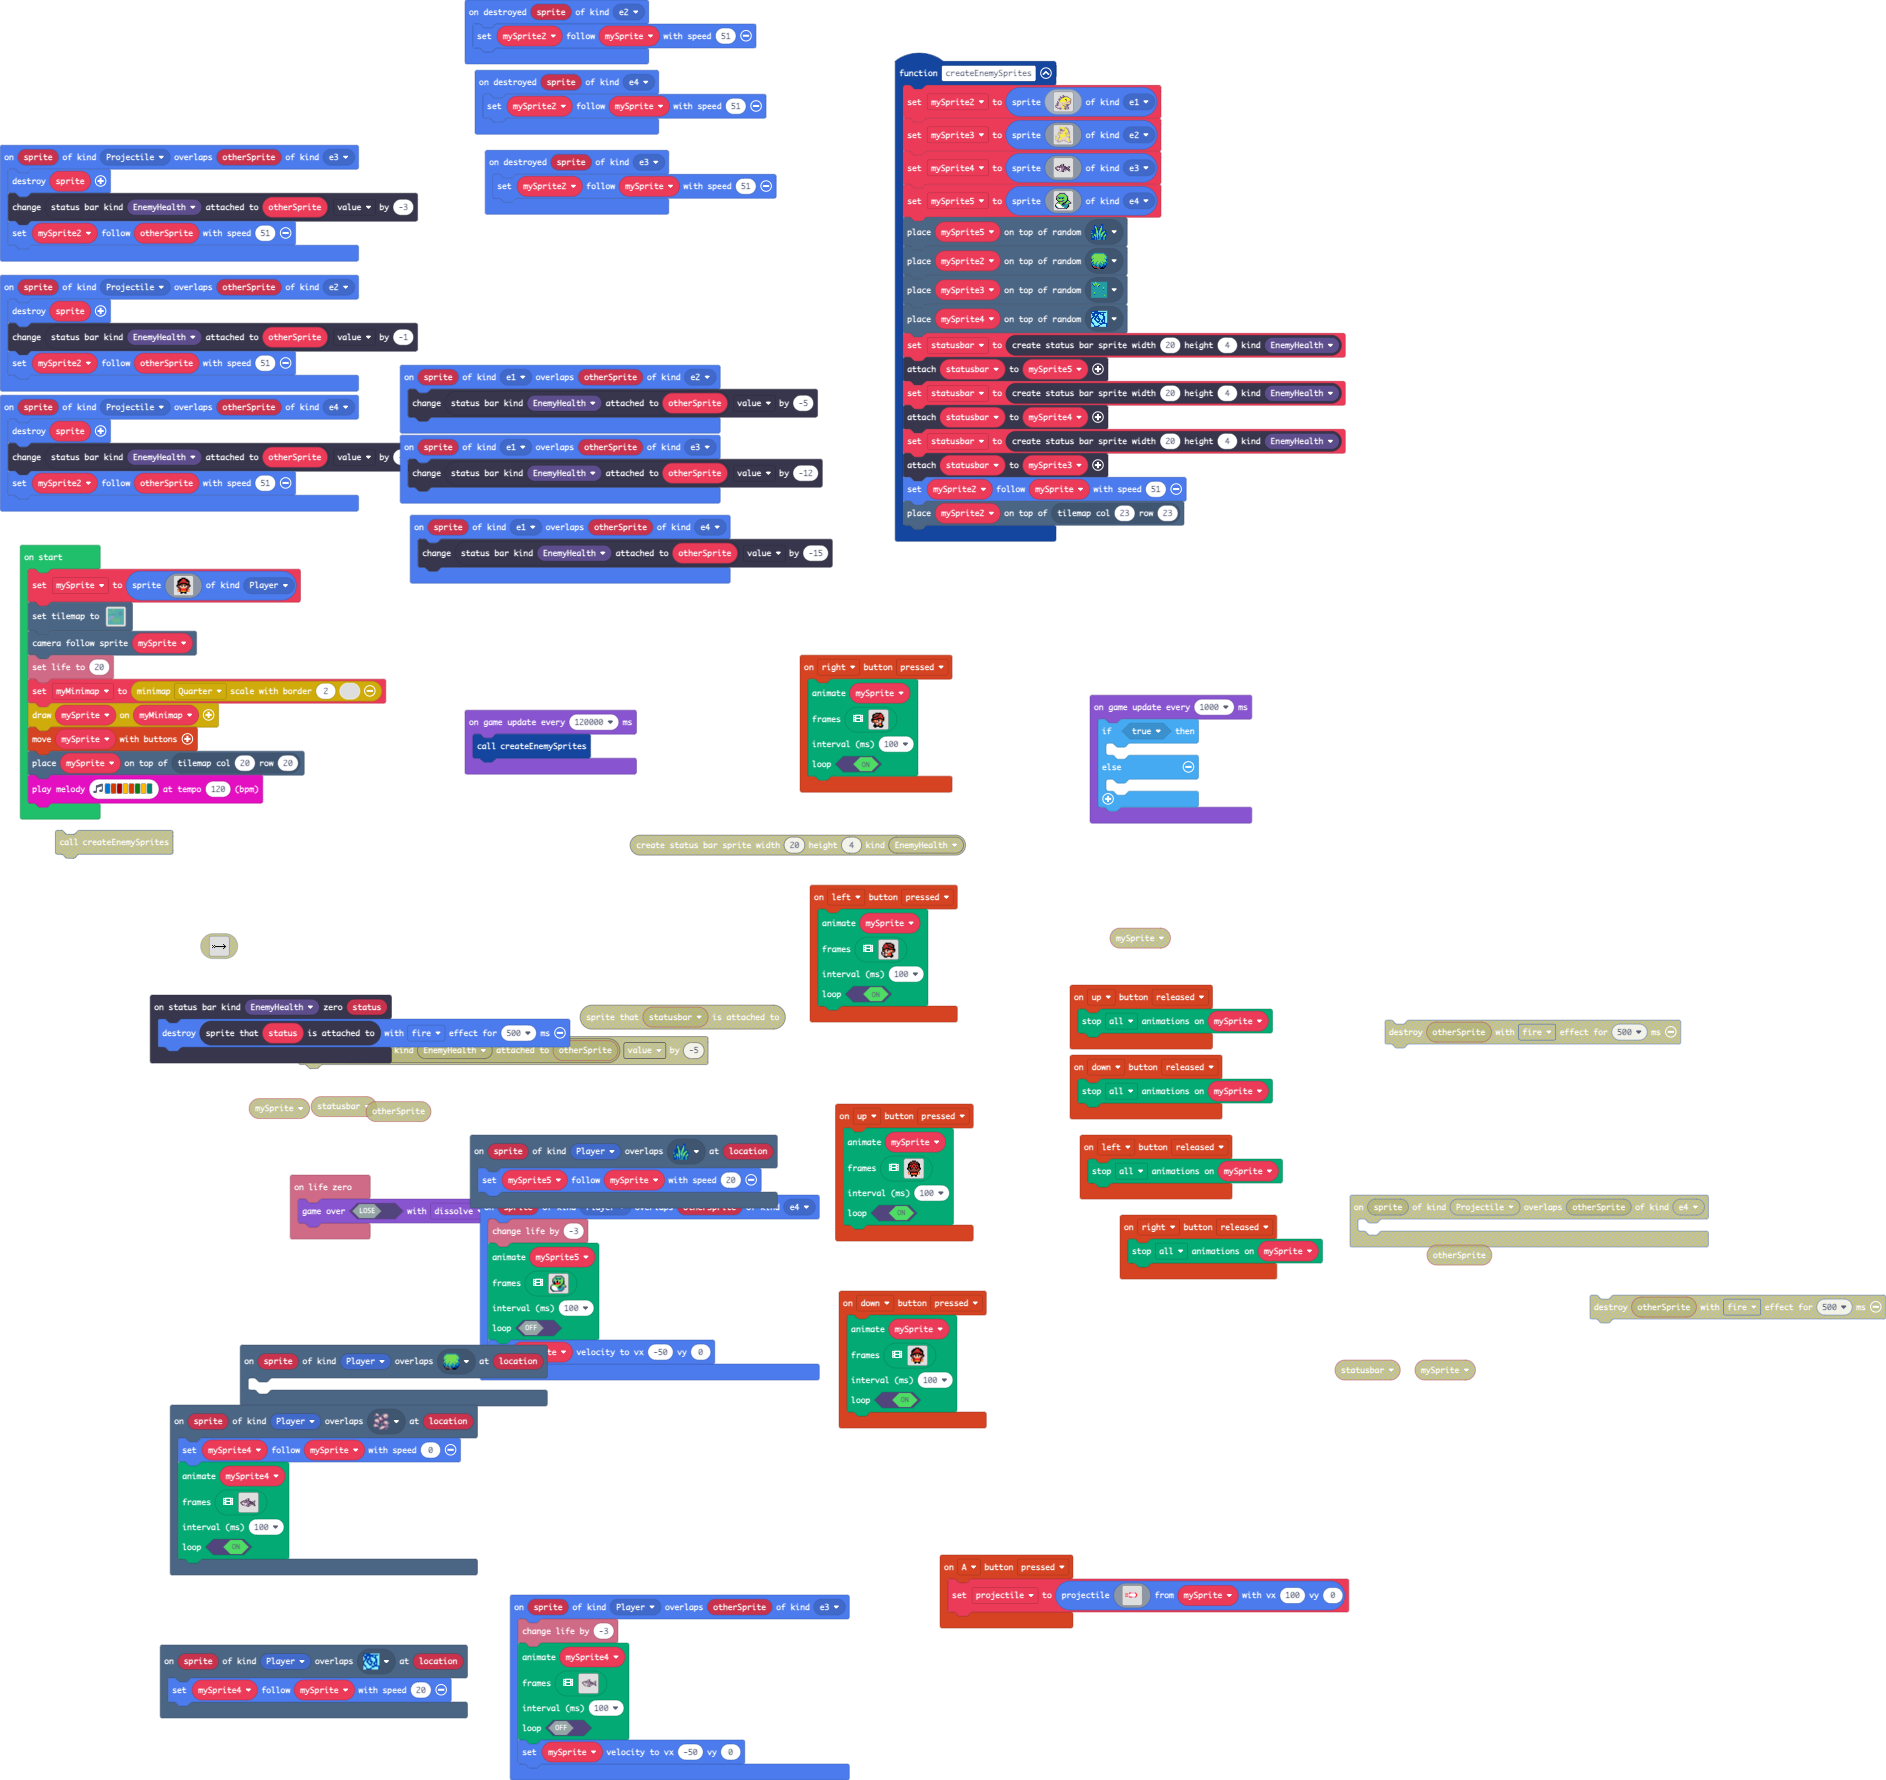 on destroyed sprite of kind e2
set mySprite2 follow mySprite with speed 51
on destroyed sprite of kind e4
set mySprite2 follow mySprite with speed 51
on destroyed sprite of kind e3
set mySprite2 follow mySprite with speed 51
function createEnemySprites
set mySprite2 to sprite of kind e1
set mySprite3 to sprite of kind e2
set mySprite4 to sprite of kind e3
set mySprite5 to sprite of kind e4
place mySprite5 on top of random
place mySprite2 on top of random
place mySprite3 on top of random
place mySprite4 on top of random
set statusbar to create status bar sprite width 20 height 4 kind EnemyHealth
attach statusbar to mySprite5
set statusbar to create status bar sprite width 20 height 4 kind EnemyHealth
attach statusbar to mySprite4
set statusbar to create status bar sprite width 20 height 4 kind EnemyHealth
attach statusbar to mySprite3
set mySprite2 follow mySprite with speed 51
place mySprite2 on top of tilemap col 23 row 23
on sprite of kind Projectile overlaps otherSprite of kind e3
destroy sprite
change status bar kind EnemyHealth attached to otherSprite value by -3
set mySprite2 follow otherSprite with speed 51
on sprite of kind Projectile overlaps otherSprite of kind e2
destroy sprite
change status bar kind EnemyHealth attached to otherSprite value by -1
set mySprite2 follow otherSprite with speed 51
on sprite of kind Projectile overlaps otherSprite of kind e4
destroy sprite
change status bar kind EnemyHealth attached to otherSprite value by
set mySprite2 follow otherSprite with speed 51
on sprite of kind e1 overlaps otherSprite of kind e2
change status bar kind EnemyHealth attached to otherSprite value by -5
on sprite of kind e1 overlaps otherSprite of kind e3
change status bar kind EnemyHealth attached to otherSprite value by -12
on sprite of kind e1 overlaps otherSprite of kind e4
change status bar kind EnemyHealth attached to otherSprite value by -15
on start
set mySprite to sprite of kind Player
set tilemap to
camera follow sprite mySprite
set life to 20
set myMinimap to minimap Quarter scale with border 2
draw mySprite on myMinimap
move mySprite with buttons
place mySprite on top of tilemap col 20 row 20
play melody at tempo 120 (bpm)
call createEnemySprites
on game update every 120000 ms
call createEnemySprites
on right button pressed
animate mySprite
frames
interval (ms) 100
loop ON
on game update every 1000 ms
if true then
else
create status bar sprite width 20 height 4 kind EnemyHealth
on left button pressed
animate mySprite
frames
interval (ms) 100
loop ON
mySprite
on status bar kind EnemyHealth zero status
destroy sprite that status is attached to with fire effect for 500 ms
sprite that statusbar is attached to
kind EnemyHealth attached to otherSprite value by -5
mySprite
statusbar
otherSprite
on up button released
stop all animations on mySprite
on down button released
stop all animations on mySprite
on left button released
stop all animations on mySprite
on right button released
stop all animations on mySprite
destroy otherSprite with fire effect for 500 ms
on up button pressed
animate mySprite
frames
interval (ms) 100
loop ON
on sprite of kind Player overlaps at location
set mySprite5 follow mySprite with speed 20
on life zero
game over LOSE with dissolve
on sprite of kind Player overlaps otherSprite of kind e4
change life by -3
animate mySprite5
frames
interval (ms) 100
loop OFF
velocity to vx -50 vy 0
on sprite of kind Projectile overlaps otherSprite of kind e4
otherSprite
destroy otherSprite with fire effect for 500 ms
statusbar
mySprite
on down button pressed
animate mySprite
frames
interval (ms) 100
loop ON
on sprite of kind Player overlaps at location
on sprite of kind Player overlaps at location
set mySprite4 follow mySprite with speed 0
animate mySprite4
frames
interval (ms) 100
loop ON
on A button pressed
set projectile to projectile from mySprite with vx 100 vy 0
on sprite of kind Player overlaps otherSprite of kind e3
change life by -3
animate mySprite4
frames
interval (ms) 100
loop OFF
set mySprite velocity to vx -50 vy 0
on sprite of kind Player overlaps at location
set mySprite4 follow mySprite with speed 20